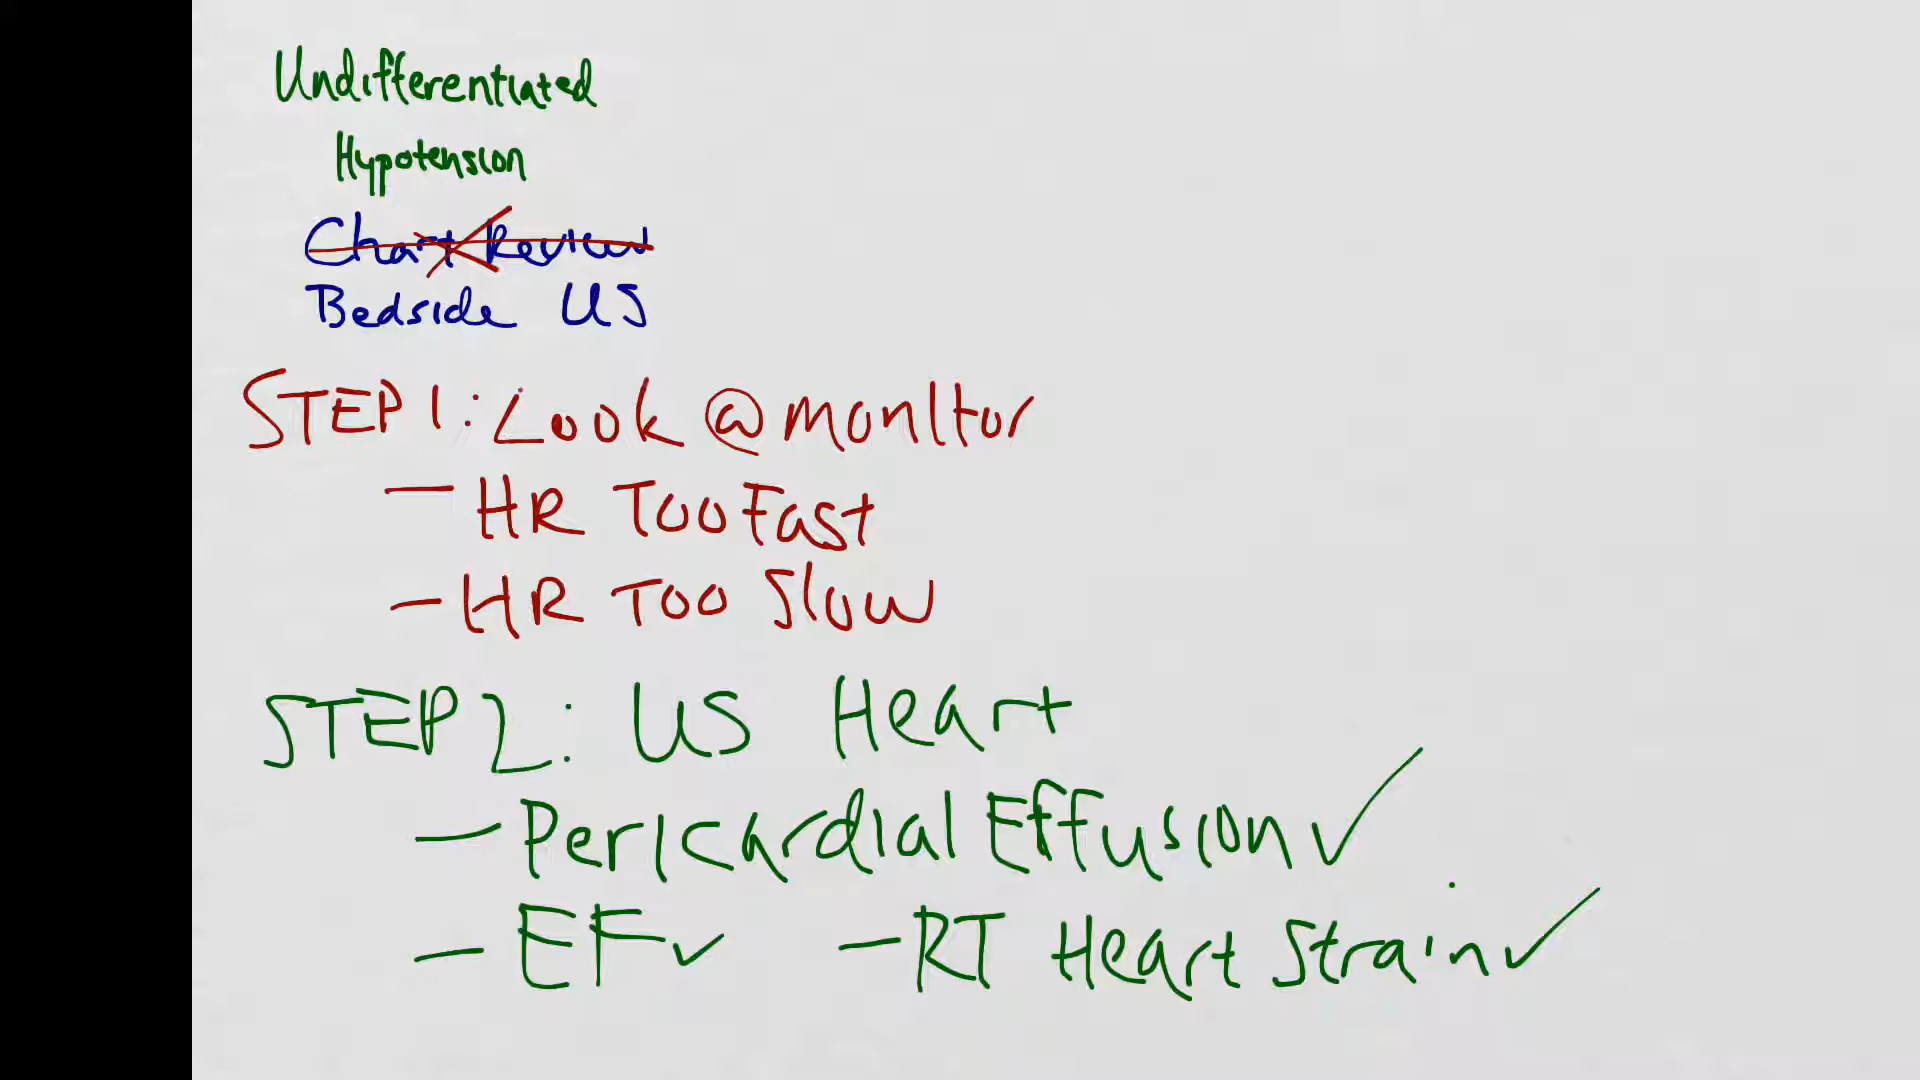 Undifferentiated
Hypotension
Chart Review
Bedside US
STEP 1: Look @ monitor
- HR Too Fast
- HR Too Slow
STEP 2: US Heart
- Pericardial Effusion ✓
- EF ✓ - RT Heart Strain ✓